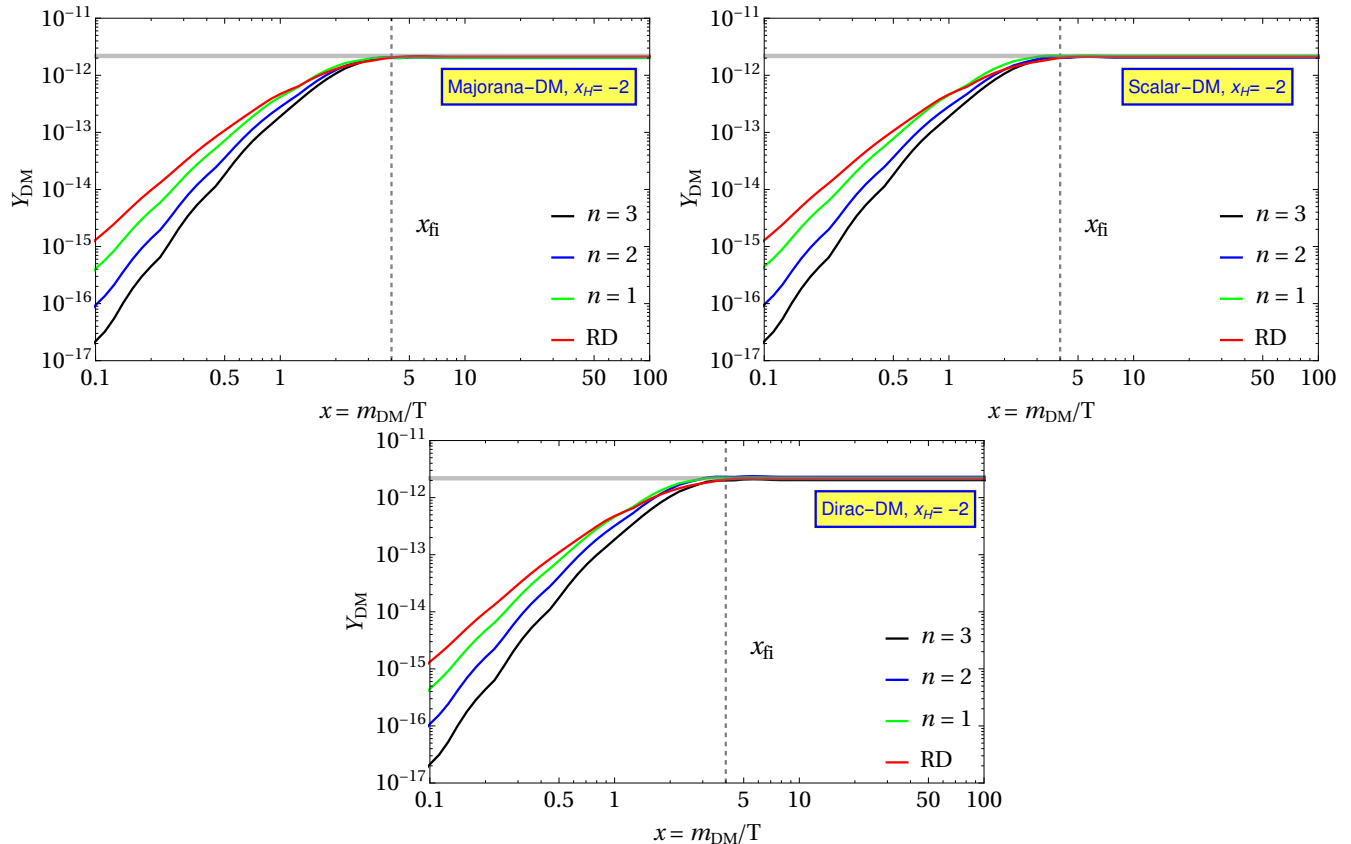 10⁻¹¹
10⁻¹²
10⁻¹³
10⁻¹⁴
10⁻¹⁵
10⁻¹⁶
10⁻¹⁷
Y_DM
Majorana−DM, x_H= −2
x_fi
n = 3
n = 2
n = 1
RD
0.1 0.5 1 5 10 50 100
x = m_DM/T
10⁻¹¹
10⁻¹²
10⁻¹³
10⁻¹⁴
10⁻¹⁵
10⁻¹⁶
10⁻¹⁷
Y_DM
Scalar−DM, x_H= −2
x_fi
n = 3
n = 2
n = 1
RD
0.1 0.5 1 5 10 50 100
x = m_DM/T
10⁻¹¹
10⁻¹²
10⁻¹³
10⁻¹⁴
10⁻¹⁵
10⁻¹⁶
10⁻¹⁷
Y_DM
Dirac−DM, x_H= −2
x_fi
n = 3
n = 2
n = 1
RD
0.1 0.5 1 5 10 50 100
x = m_DM/T